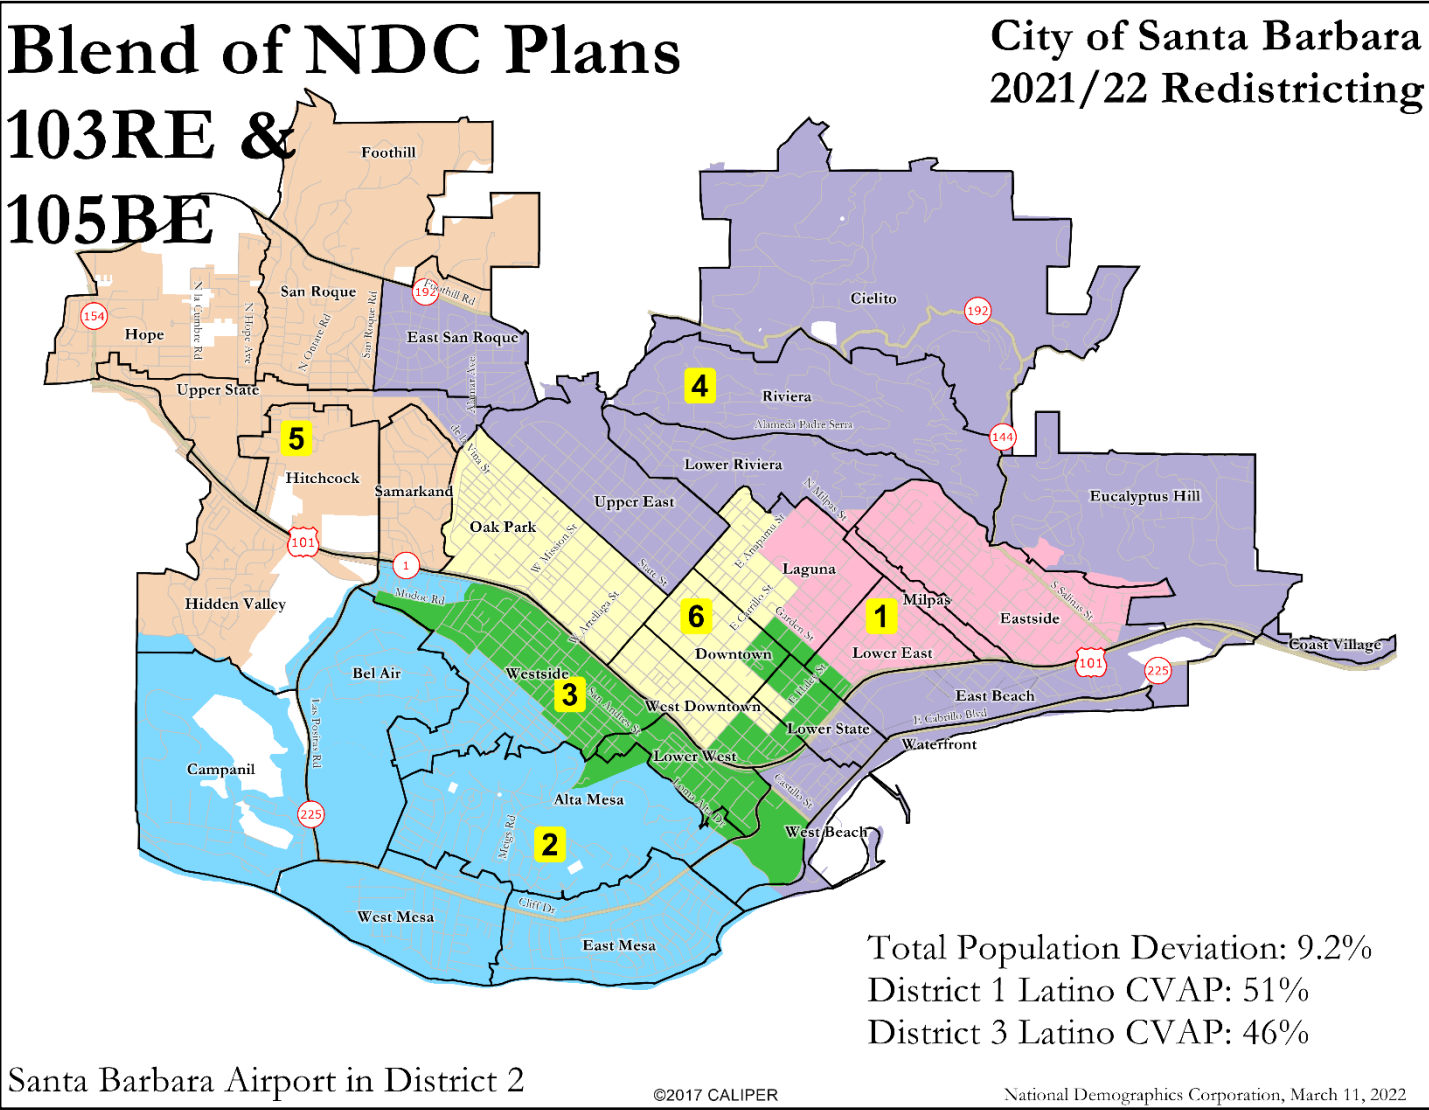 Blend of NDC Plans
103RE &
105BE
City of Santa Barbara
2021/22 Redistricting
Foothill
192
Foothill Rd
San Roque
154
Hope
N la Cumbre Rd
N Hope Ave
N Ontare Rd
San Roque Rd
East San Roque
Alamar Ave
Upper State
5
Hitchcock
Samarkand
de la Vina St
101
1
Hidden Valley
Modoc Rd
Cielito
192
4
Riviera
Alameda Padre Serra
144
Lower Riviera
N Milpas St
Eucalyptus Hill
Upper East
Oak Park
W Mission St
State St
E Anapamu St
Laguna
W Arrellaga St
6
E Carrillo St
Garden St
1
Milpas
Eastside
S Salinas St
Downtown
Lower East
101
225
Coast Village
Bel Air
Westside
3
San Andres St
West Downtown
E Haley St
East Beach
E Cabrillo Blvd
Lower State
Waterfront
Las Positas Rd
Campanil
Lower West
Castillo St
Loma Alta Dr
225
Alta Mesa
Meigs Rd
2
West Beach
Cliff Dr
West Mesa
East Mesa
Total Population Deviation: 9.2%
District 1 Latino CVAP: 51%
District 3 Latino CVAP: 46%
Santa Barbara Airport in District 2
©2017 CALIPER
National Demographics Corporation, March 11, 2022